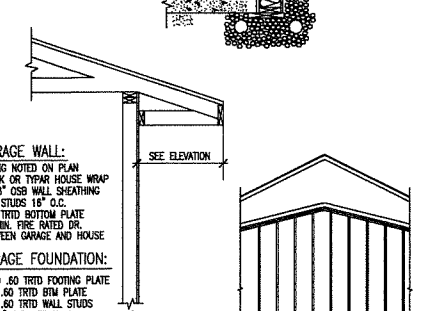 RAGE WALL:
G NOTED ON PLAN
K OR TYPAR HOUSE WRAP
" OSB WALL SHEATHING
STUDS 16" O.C.
TRTD BOTTOM PLATE
IN. FIRE RATED DR.
EEN GARAGE AND HOUSE
AGE FOUNDATION:
.60 TRTD FOOTING PLATE
.60 TRTD BTM PLATE
.60 TRTD WALL STUDS
SEE ELEVATION